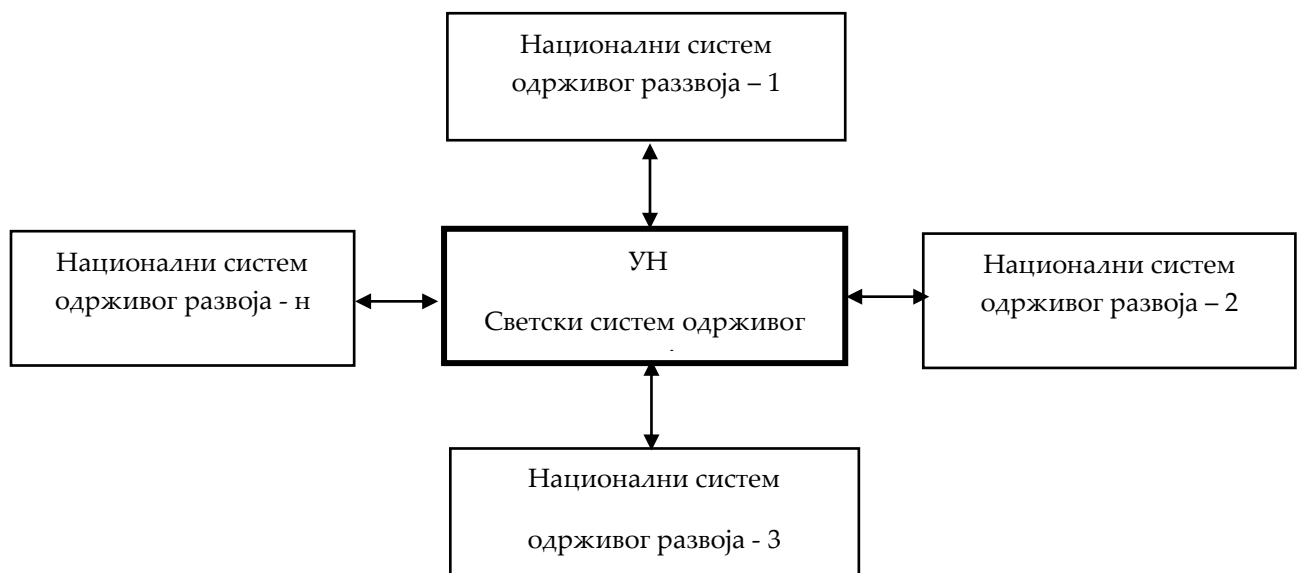 Национални систем
одрживог раззвоја – 1
Национални систем
одрживог развоја - н
УН
Светски систем одрживог
Национални систем
одрживог развоја – 2
Национални систем
одрживог развоја - 3